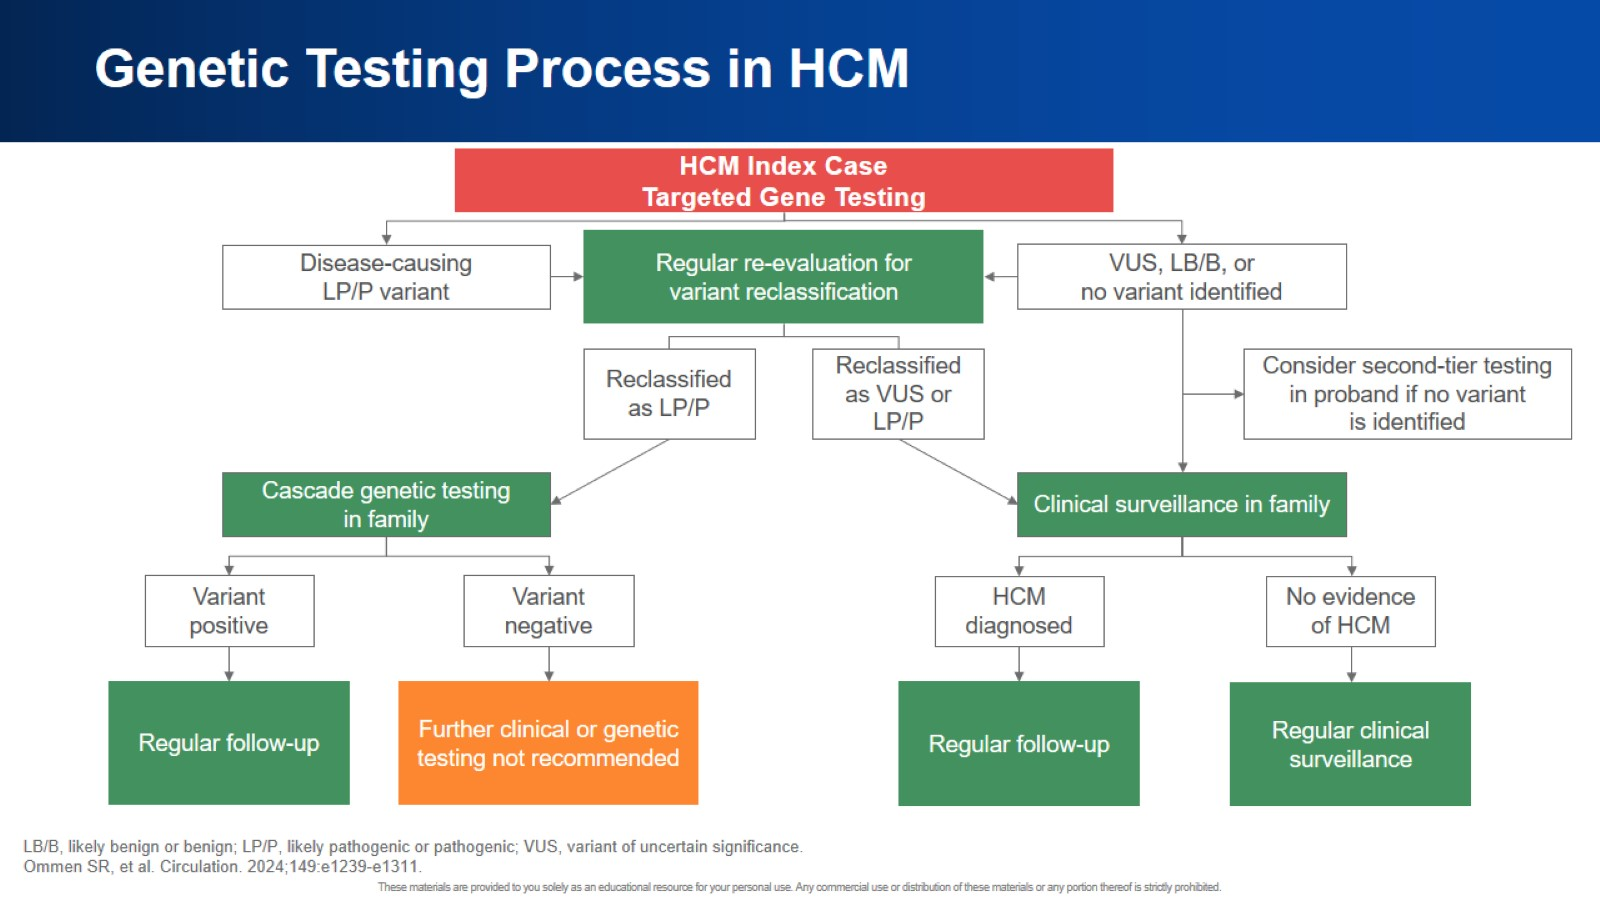 Genetic Testing Process in HCM
HCM Index Case
Targeted Gene Testing
Disease-causing
LP/P variant
Regular re-evaluation for
variant reclassification
VUS, LB/B, or
no variant identified
Reclassified
as LP/P
Reclassified
as VUS or
LP/P
Consider second-tier testing
in proband if no variant
is identified
Cascade genetic testing
in family
Clinical surveillance in family
Variant
positive
Variant
negative
HCM
diagnosed
No evidence
of HCM
Regular follow-up
Further clinical or genetic
testing not recommended
Regular follow-up
Regular clinical
surveillance
LB/B, likely benign or benign; LP/P, likely pathogenic or pathogenic; VUS, variant of uncertain significance.
Ommen SR, et al. Circulation. 2024;149:e1239-e1311.
These materials are provided to you solely as an educational resource for your personal use. Any commercial use or distribution of these materials or any portion thereof is strictly prohibited.